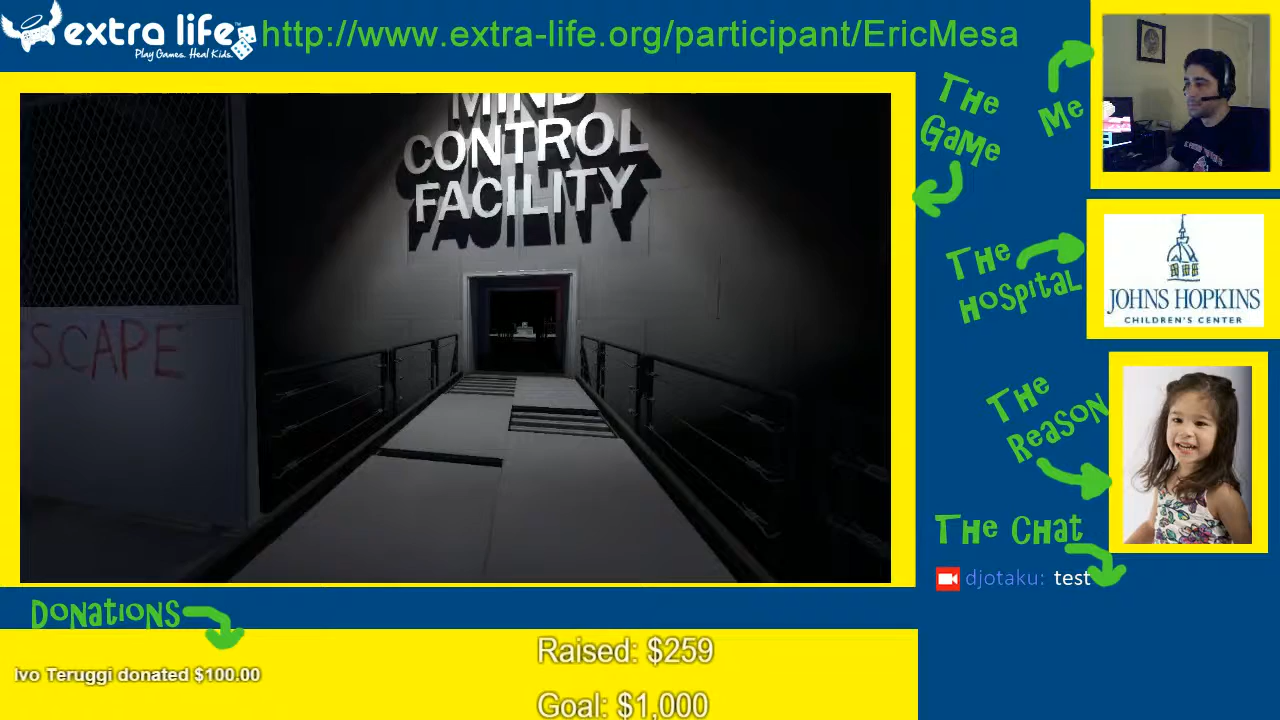 extra life
Play Games. Heal Kids.
http://www.extra-life.org/participant/EricMesa
MIND
CONTROL
FACILITY
SCAPE
The
Game
Me
The
Hospital
JOHNS HOPKINS
CHILDREN'S CENTER
The
Reason
The Chat
djotaku: test
Donations
Ivo Teruggi donated $100.00
Raised: $259
Goal: $1,000